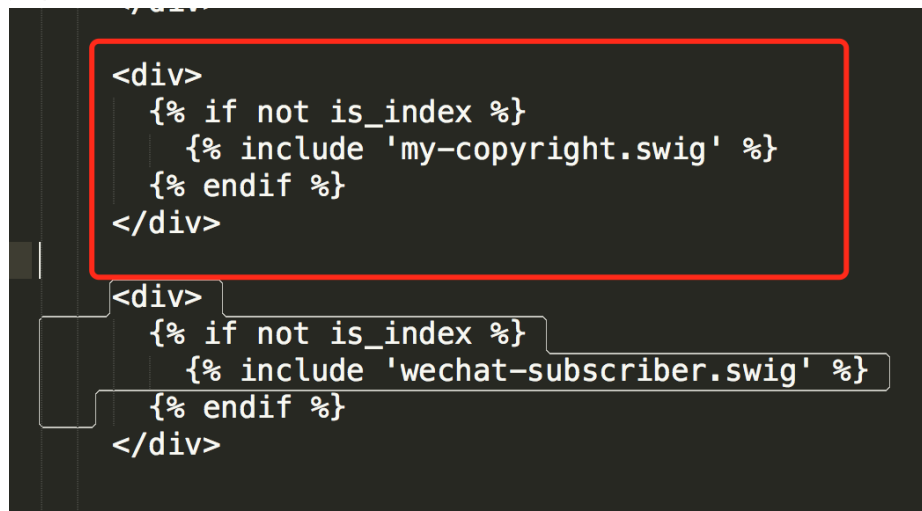 <div>
{% if not is_index %}
{% include 'my-copyright.swig' %}
{% endif %}
</div>
<div>
{% if not is_index %}
{% include 'wechat-subscriber.swig' %}
{% endif %}
</div>